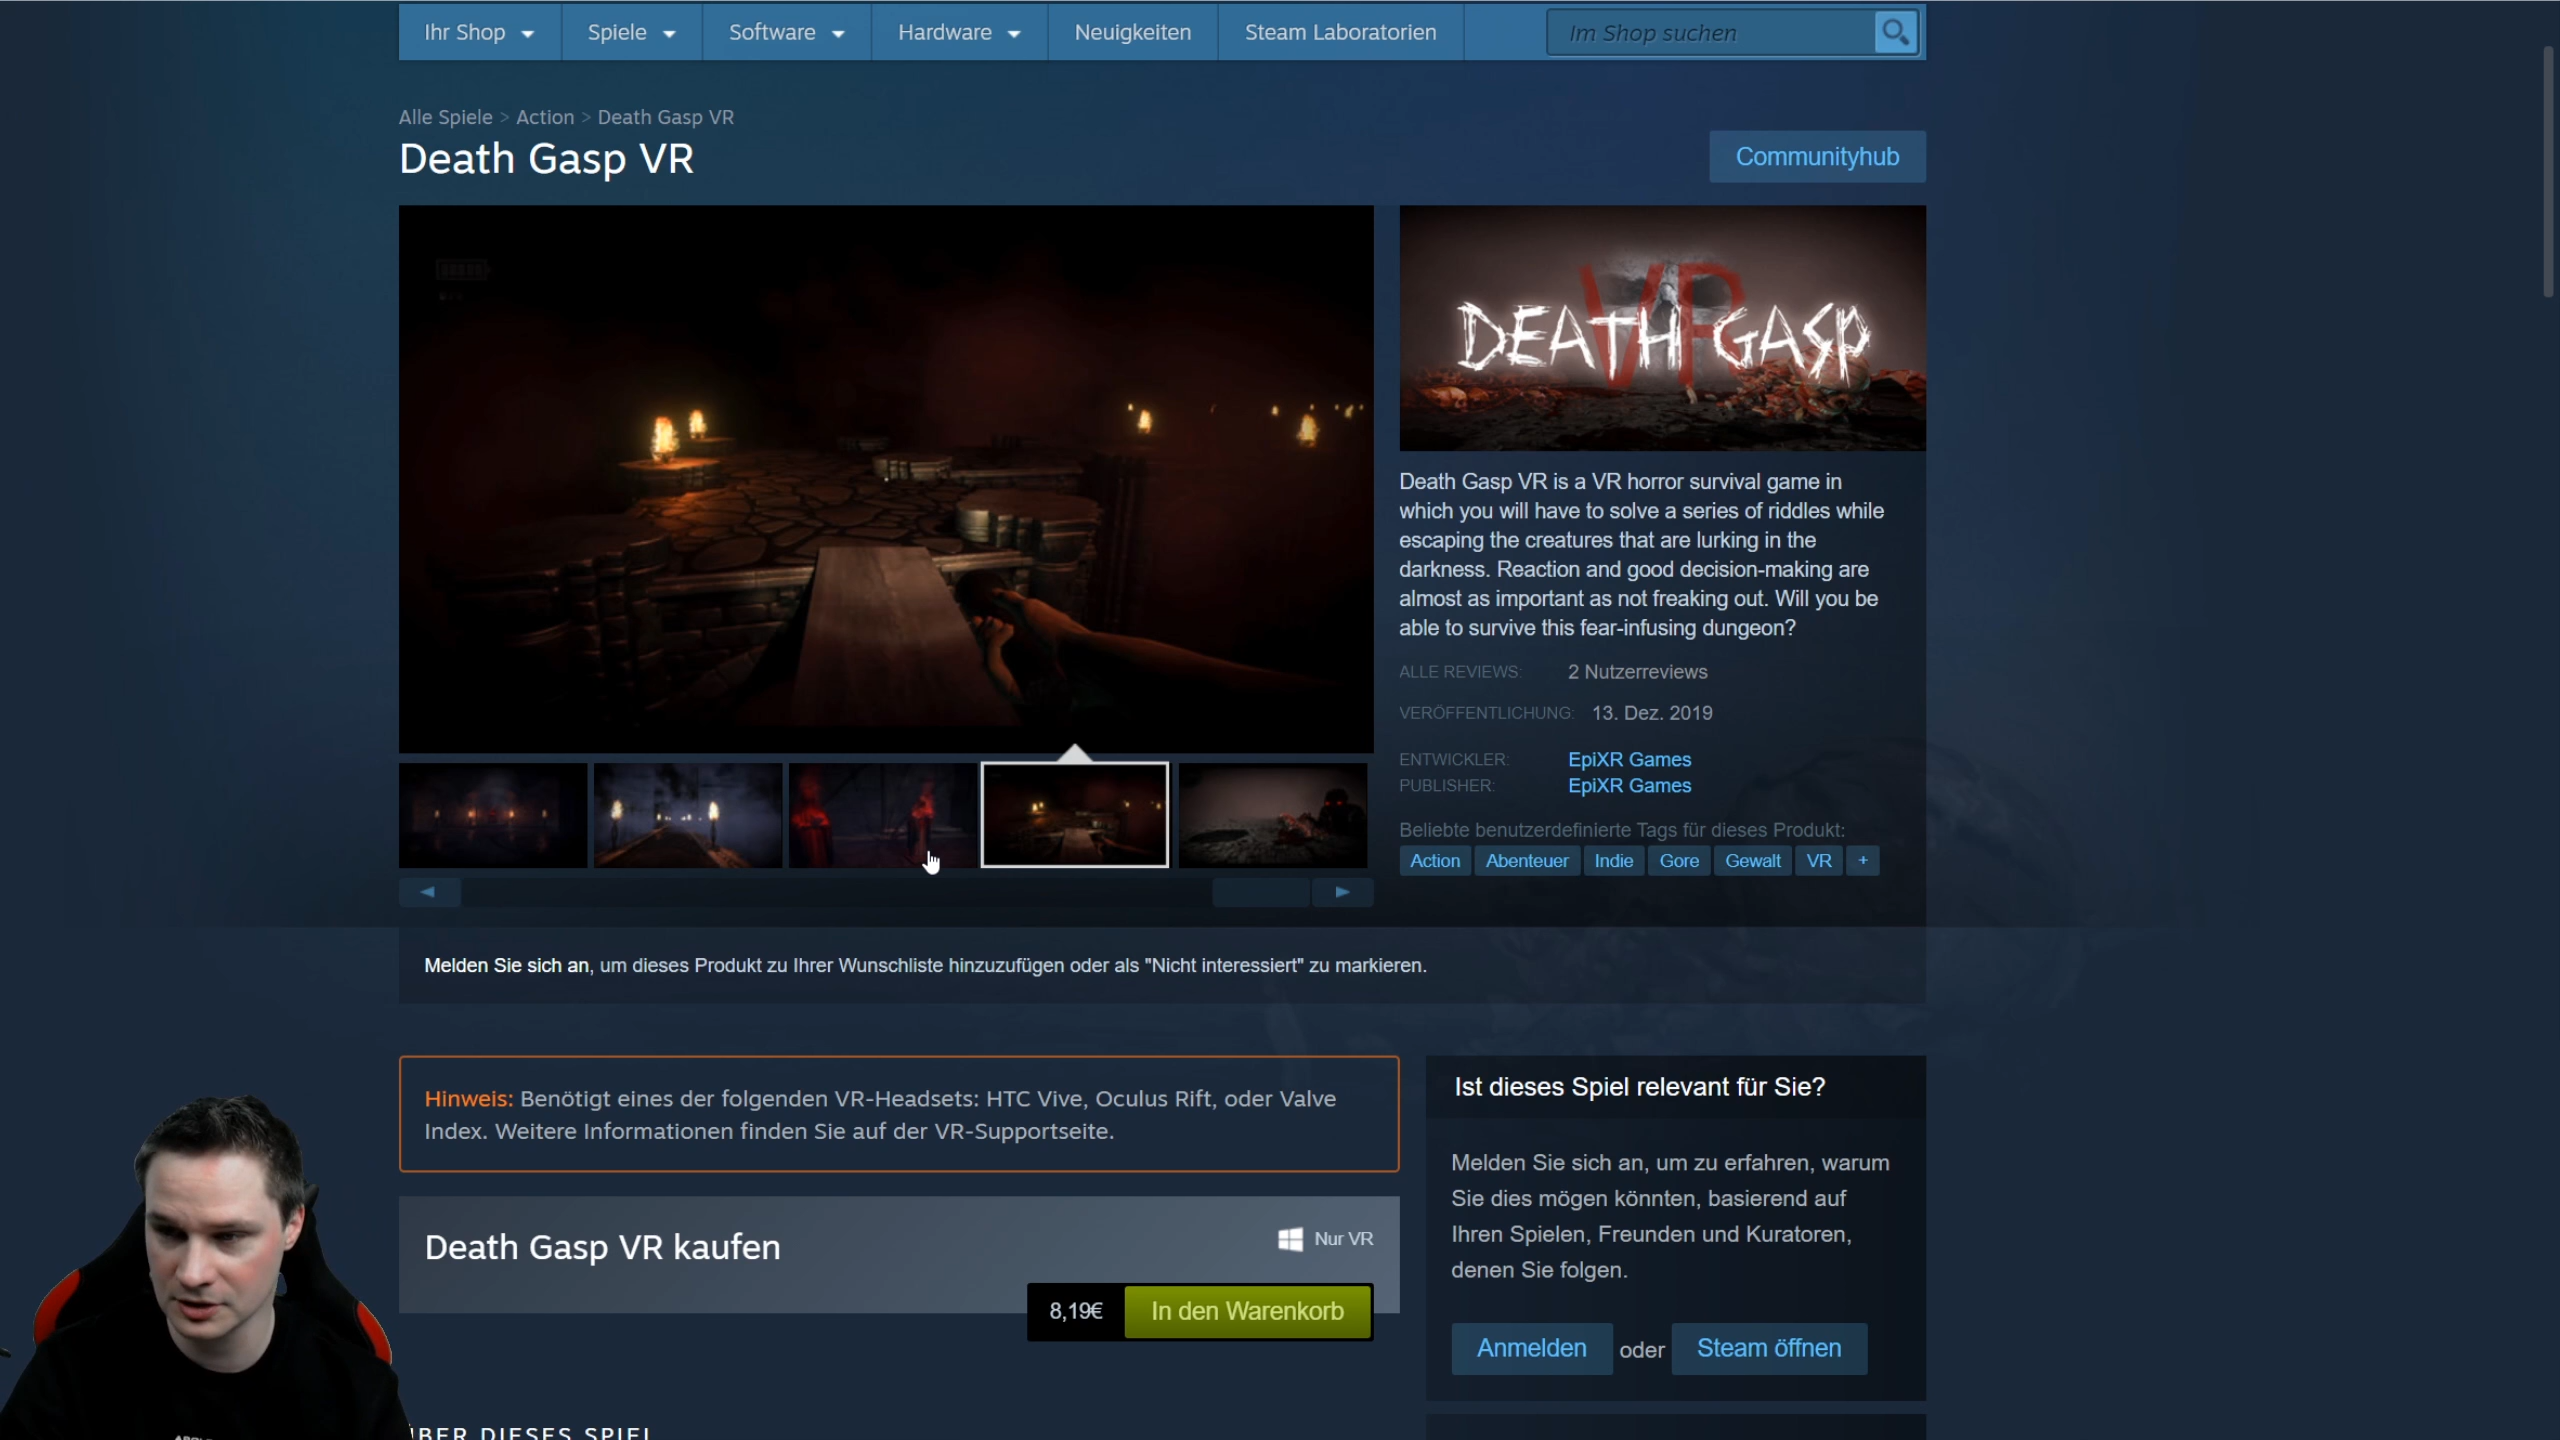 Ihr Shop
Spiele
Software
Hardware
Neuigkeiten
Steam Laboratorien
Im Shop suchen
Alle Spiele > Action > Death Gasp VR
Death Gasp VR
Communityhub
VR
DEATH GASP
Death Gasp VR is a VR horror survival game in
which you will have to solve a series of riddles while
escaping the creatures that are lurking in the
darkness. Reaction and good decision-making are
almost as important as not freaking out. Will you be
able to survive this fear-infusing dungeon?
ALLE REVIEWS: 2 Nutzerreviews
VERÖFFENTLICHUNG: 13. Dez. 2019
ENTWICKLER: EpiXR Games
PUBLISHER: EpiXR Games
Beliebte benutzerdefinierte Tags für dieses Produkt:
Action Abenteuer Indie Gore Gewalt VR +
Melden Sie sich an, um dieses Produkt zu Ihrer Wunschliste hinzuzufügen oder als "Nicht interessiert" zu markieren.
Hinweis: Benötigt eines der folgenden VR-Headsets: HTC Vive, Oculus Rift, oder Valve
Index. Weitere Informationen finden Sie auf der VR-Supportseite.
Death Gasp VR kaufen
Nur VR
8,19€
In den Warenkorb
Ist dieses Spiel relevant für Sie?
Melden Sie sich an, um zu erfahren, warum
Sie dies mögen könnten, basierend auf
Ihren Spielen, Freunden und Kuratoren,
denen Sie folgen.
Anmelden oder Steam öffnen
DIESES SPIEL